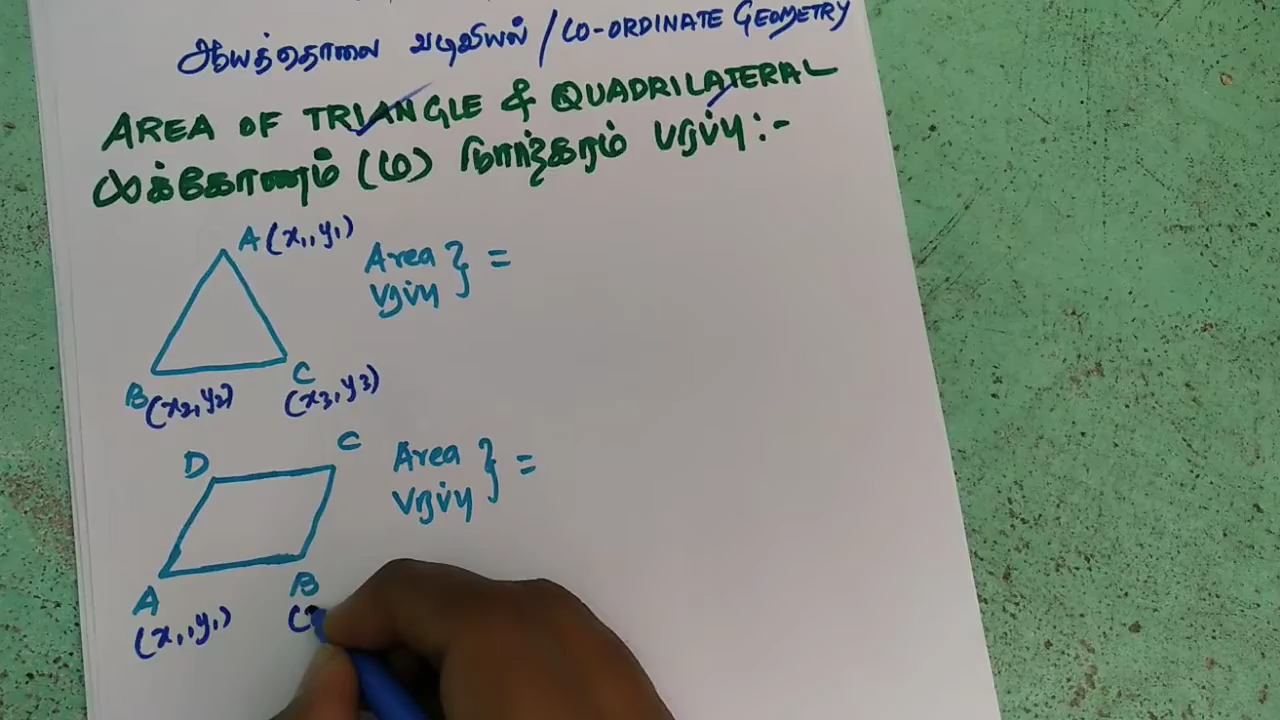 ஆயத்தொலை வடிவியல் / CO-ORDINATE GEOMETRY
AREA OF TRIANGLE & QUADRILATERAL
முக்கோணம் (ம) நாற்கரம் பரப்பு :-
A (x₁, y₁)
Area } =
பரப்பு
B (x₂, y₂)
C (x₃, y₃)
D
C
Area } =
பரப்பு
A (x₁, y₁)
B (